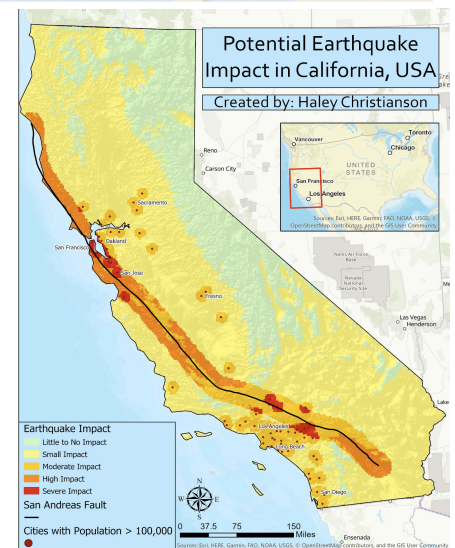 Potential Earthquake
Impact in California, USA
Created by: Haley Christianson
Vancouver
Toronto
Chicago
UNITED
STATES
San Francisco
Los Angeles
Sources: Esri, HERE, Garmin, FAO, NOAA, USGS, ©
OpenStreetMap contributors, and the GIS User Community
Reno
Carson City
Sacramento
San Francisco
Oakland
San Jose
Fresno
Nellis Air Force
Base
Nevada
National
Security Site
Las Vegas
Henderson
Lake
Los Angeles
Long Beach
San Diego
Ensenada
Earthquake Impact
Little to No Impact
Small Impact
Moderate Impact
High Impact
Severe Impact
San Andreas Fault
Cities with Population > 100,000
N
W E
S
0 37.5 75 150
Miles
Sources: Esri, HERE, Garmin, FAO, NOAA, USGS, © OpenStreetMap contributors, and the GIS User Community